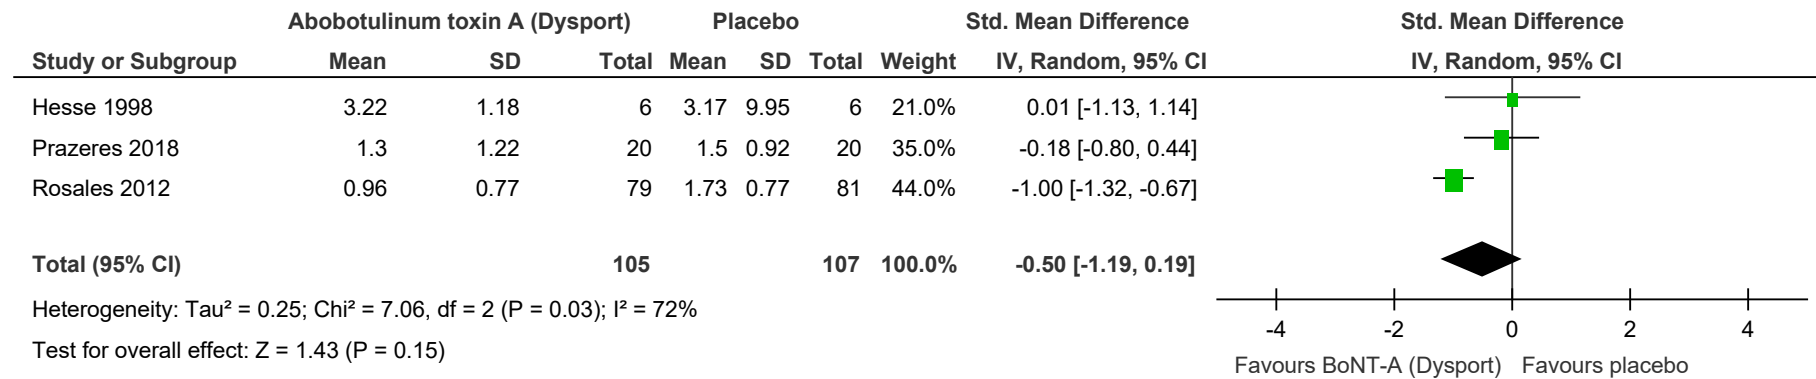 Abobotulinum toxin A (Dysport) Placebo Std. Mean Difference Std. Mean Difference
Study or Subgroup Mean SD Total Mean SD Total Weight IV, Random, 95% CI IV, Random, 95% CI
Hesse 1998 3.22 1.18 6 3.17 9.95 6 21.0% 0.01 [-1.13, 1.14]
Prazeres 2018 1.3 1.22 20 1.5 0.92 20 35.0% -0.18 [-0.80, 0.44]
Rosales 2012 0.96 0.77 79 1.73 0.77 81 44.0% -1.00 [-1.32, -0.67]
Total (95% CI) 105 107 100.0% -0.50 [-1.19, 0.19]
Heterogeneity: Tau² = 0.25; Chi² = 7.06, df = 2 (P = 0.03); I² = 72%
Test for overall effect: Z = 1.43 (P = 0.15)
-4 -2 0 2 4
Favours BoNT-A (Dysport) Favours placebo